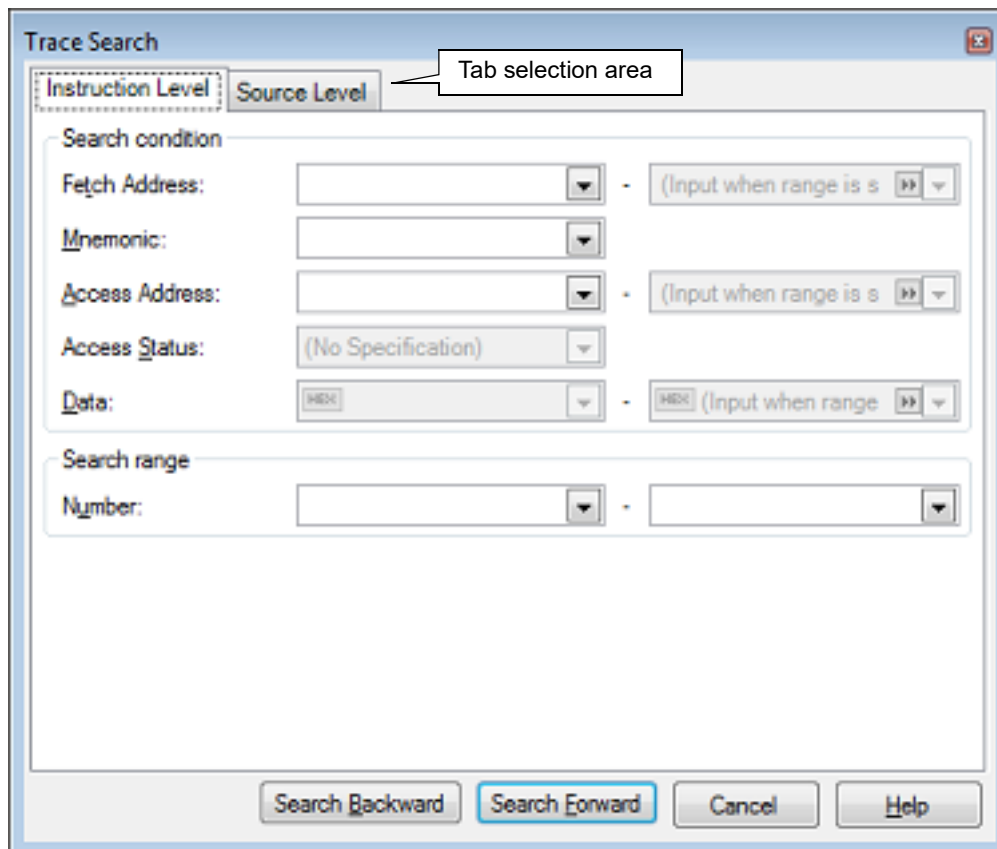 Trace Search
Tab selection area
Instruction Level
Source Level
Search condition
Fetch Address: - (Input when range is s
Mnemonic:
Access Address: - (Input when range is s
Access Status: (No Specification)
Data: HEX - HEX (Input when range
Search range
Number: -
Search Backward
Search Forward
Cancel
Help